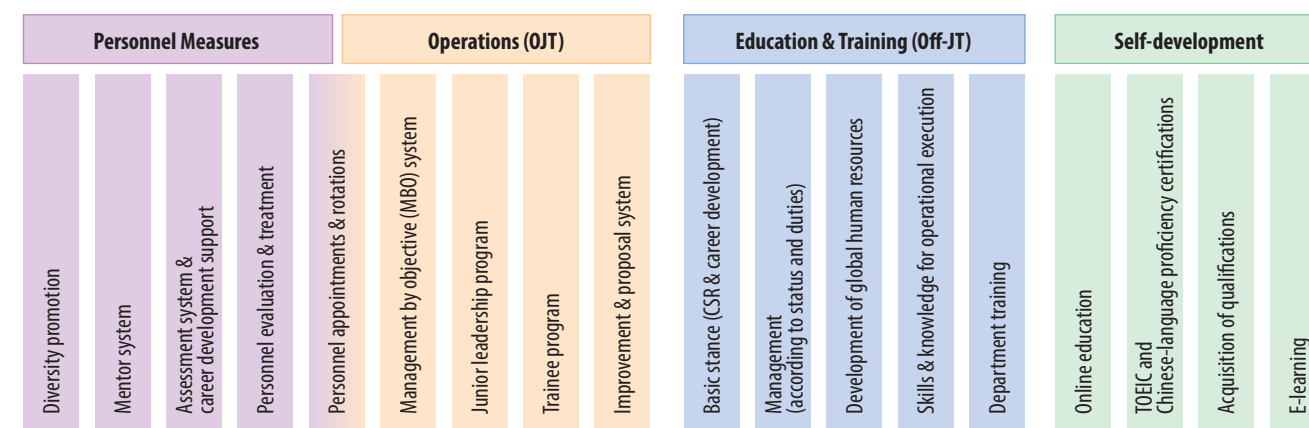 Personnel Measures
Operations (OJT)
Education & Training (Off-JT)
Self-development
Diversity promotion
Mentor system
Assessment system &
career development support
Personnel evaluation & treatment
Personnel appointments & rotations
Management by objective (MBO) system
Junior leadership program
Trainee program
Improvement & proposal system
Basic stance (CSR & career development)
Management
(according to status and duties)
Development of global human resources
Skills & knowledge for operational execution
Department training
Online education
TOEIC and
Chinese-language proficiency certifications
Acquisition of qualifications
E-learning